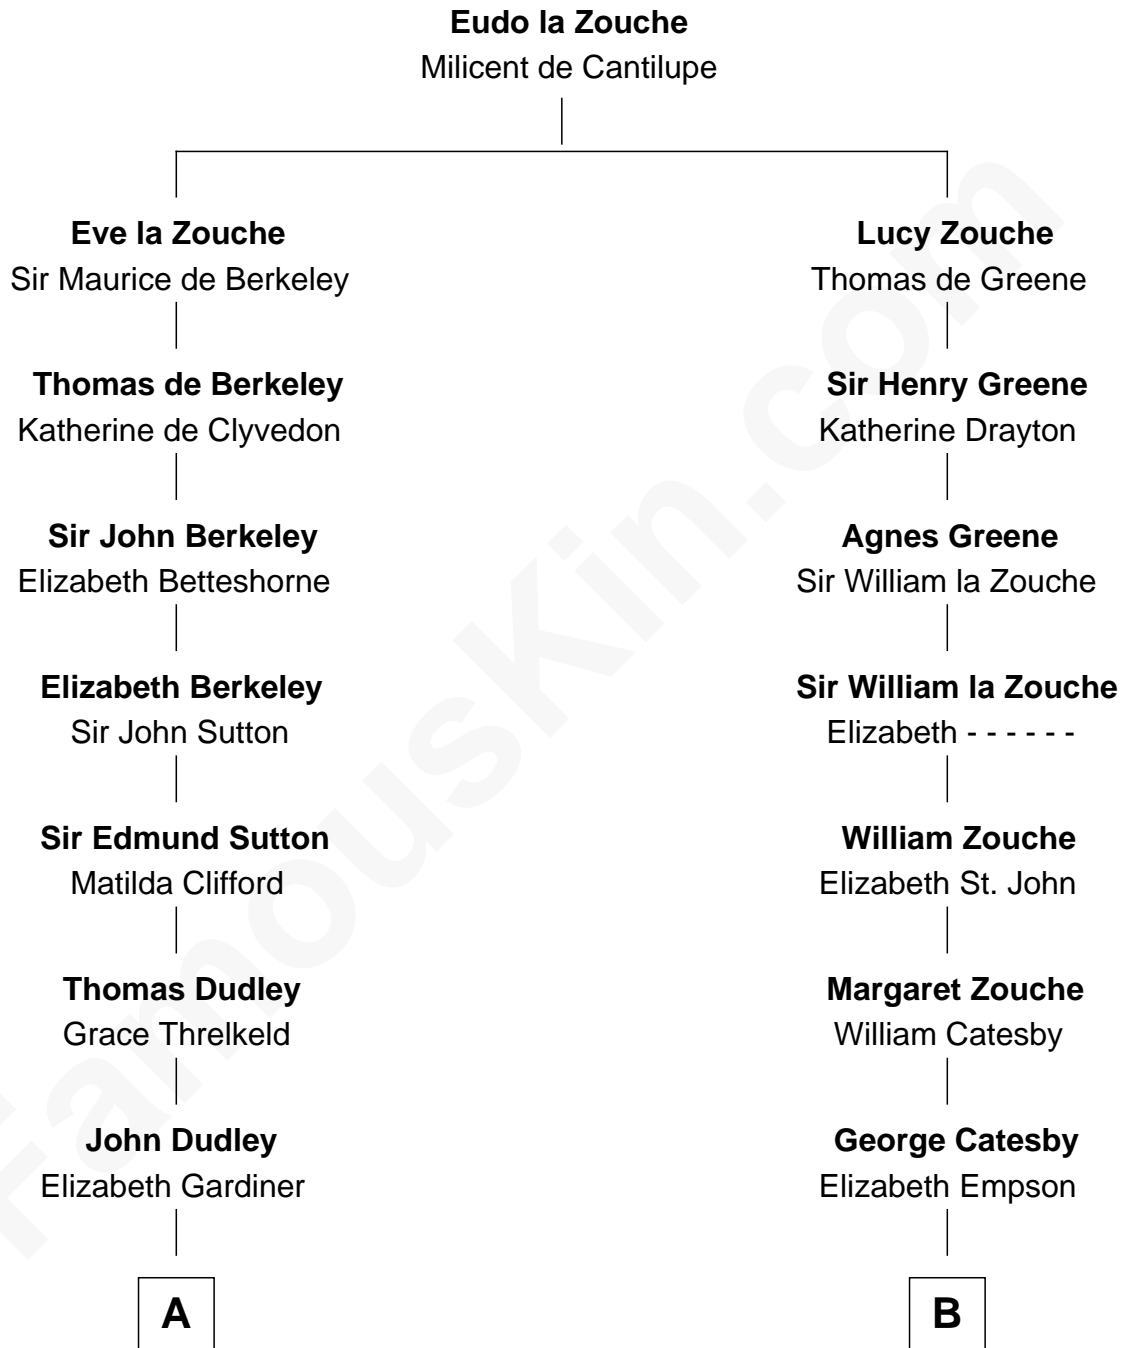 Eudo la Zouche
Milicent de Cantilupe
Eve la Zouche
Sir Maurice de Berkeley
Lucy Zouche
Thomas de Greene
Thomas de Berkeley
Katherine de Clyvedon
Sir Henry Greene
Katherine Drayton
Sir John Berkeley
Elizabeth Betteshorne
Agnes Greene
Sir William la Zouche
Elizabeth Berkeley
Sir John Sutton
Sir William la Zouche
Elizabeth - - - - - -
Sir Edmund Sutton
Matilda Clifford
William Zouche
Elizabeth St. John
Thomas Dudley
Grace Threlkeld
Margaret Zouche
William Catesby
John Dudley
Elizabeth Gardiner
George Catesby
Elizabeth Empson
A
B
FamousKin.com